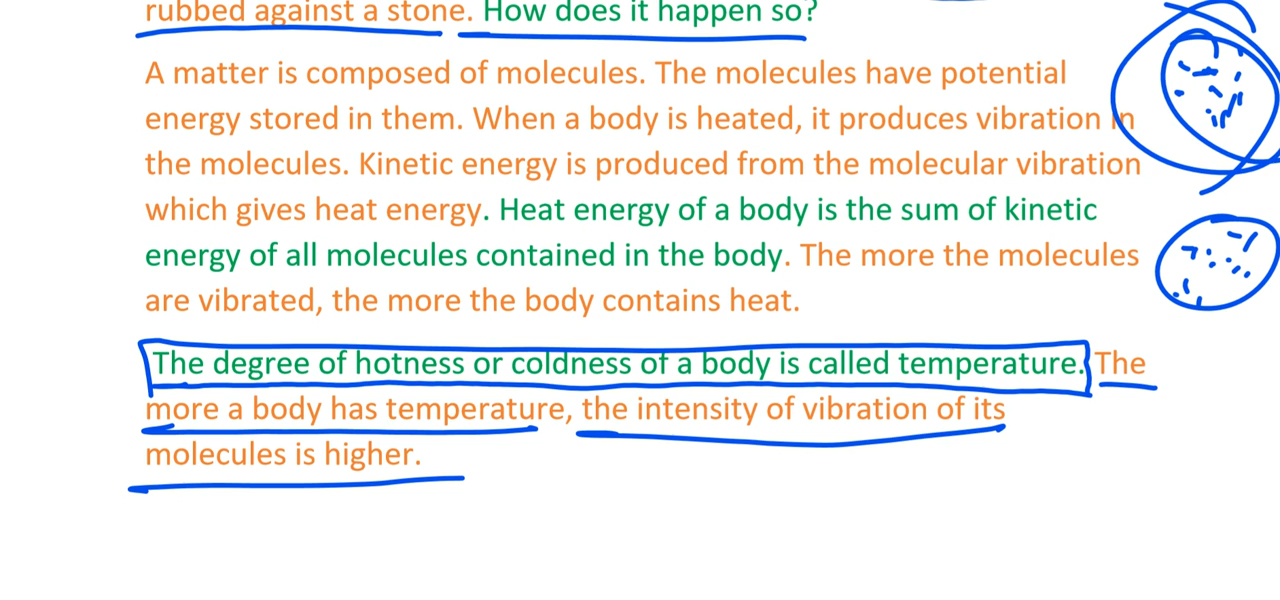 rubbed against a stone. How does it happen so?
A matter is composed of molecules. The molecules have potential
energy stored in them. When a body is heated, it produces vibration in
the molecules. Kinetic energy is produced from the molecular vibration
which gives heat energy. Heat energy of a body is the sum of kinetic
energy of all molecules contained in the body. The more the molecules
are vibrated, the more the body contains heat.
The degree of hotness or coldness of a body is called temperature. The
more a body has temperature, the intensity of vibration of its
molecules is higher.